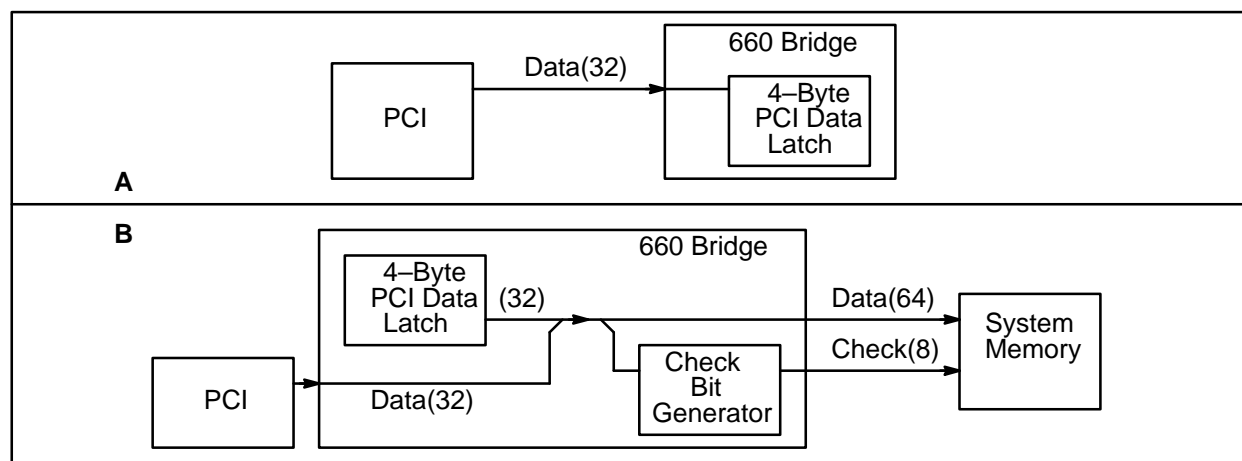 660 Bridge
Data(32)
PCI
4–Byte
PCI Data
Latch
A
B
660 Bridge
4–Byte
PCI Data
Latch
(32)
Data(64)
System
Memory
Check(8)
Check
Bit
Generator
PCI
Data(32)